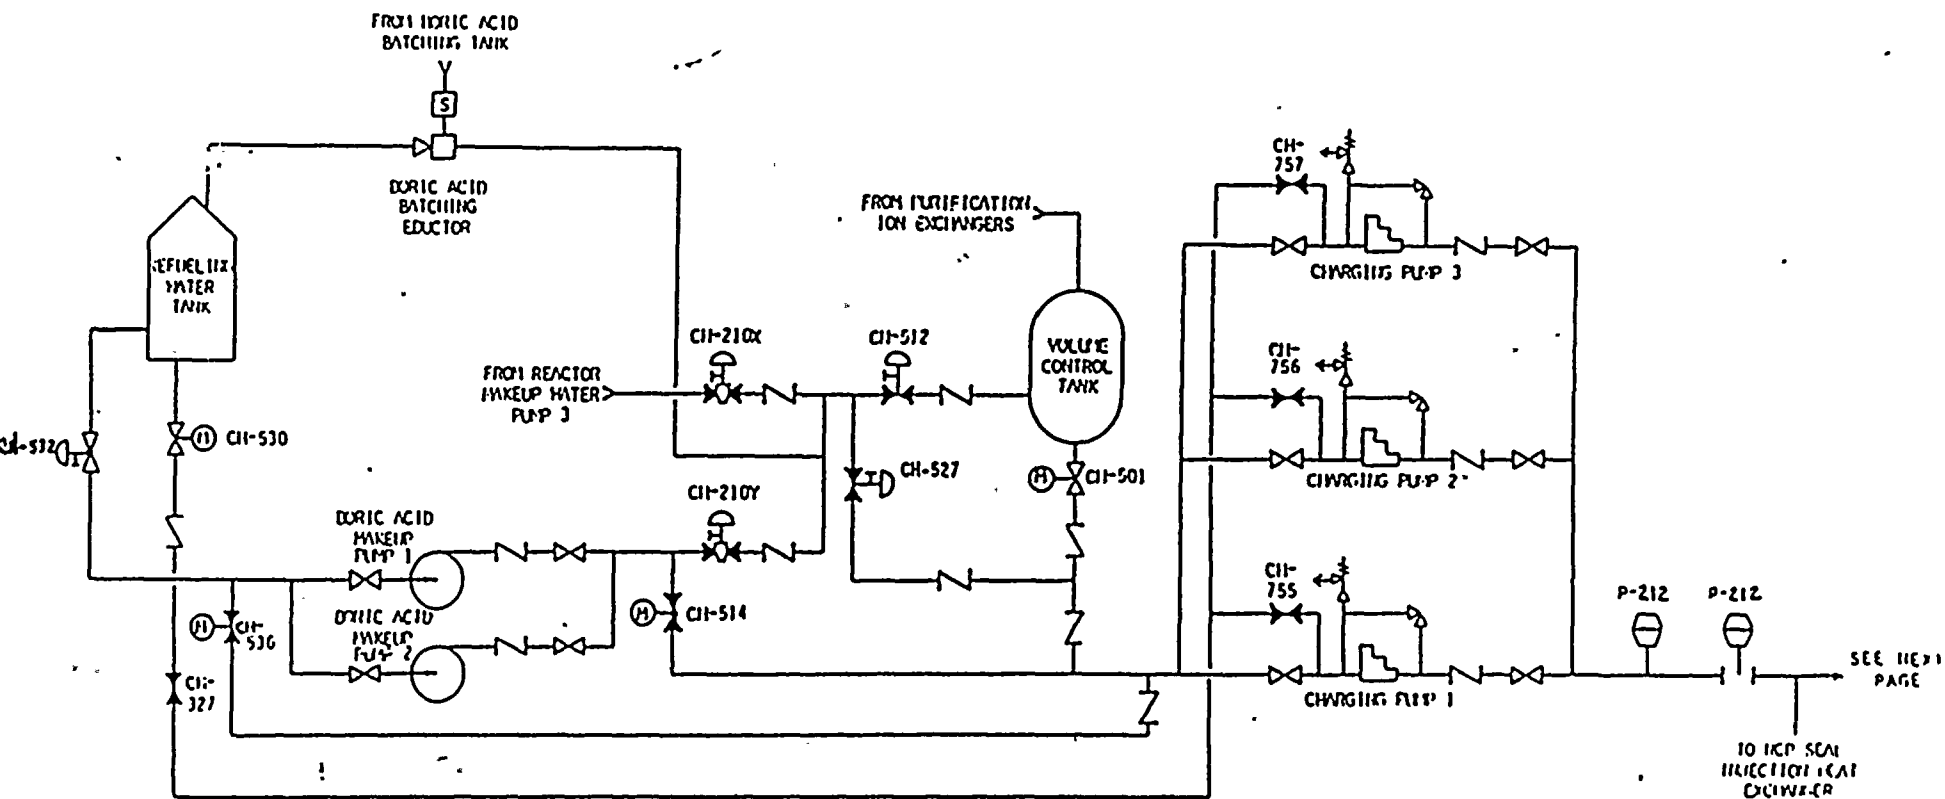 FROM BORIC ACID
BATCHING TANK
S
BORIC ACID
BATCHING
EDUCTOR
REFUELING
WATER
TANK
FROM PURIFICATION
ION EXCHANGERS
CH-210X
CH-512
FROM REACTOR
MAKEUP WATER
PUMP 3
VOLUME
CONTROL
TANK
CH-532
M
CH-530
CH-527
M
CH-501
CH-210Y
BORIC ACID
MAKEUP
PUMP 1
M
CH-514
BORIC ACID
MAKEUP
PUMP 2
M
CH-
536
CH-
327
CH-
757
CHARGING PUMP 3
CH-
756
CHARGING PUMP 2
CH-
755
CHARGING PUMP 1
P-212
P-212
SEE NEXT
PAGE
TO RCP SEAL
INJECTION HEAT
EXCHANGER